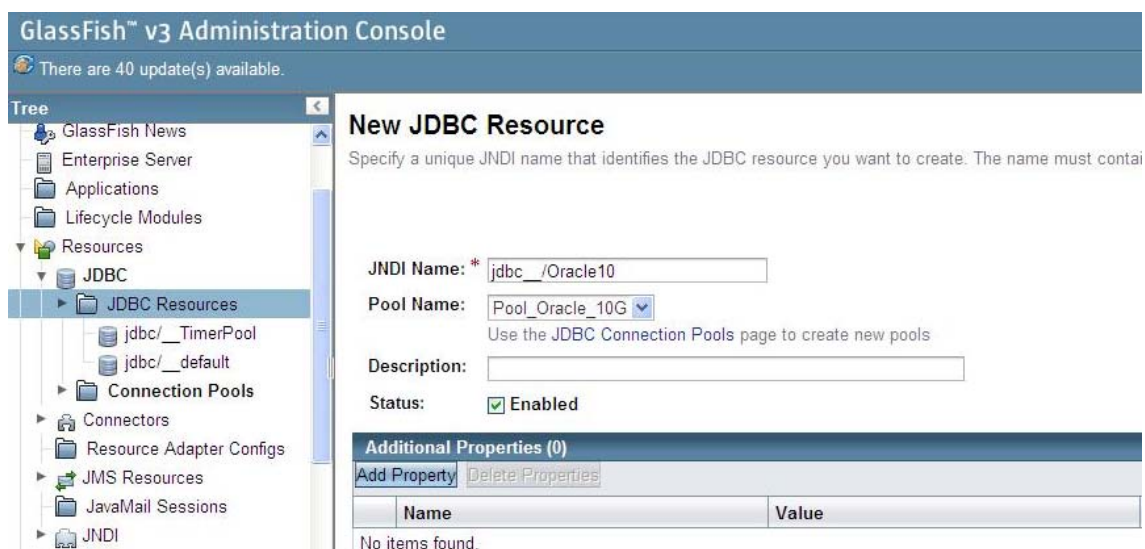 GlassFish™ v3 Administration Console
There are 40 update(s) available.
Tree
GlassFish News
Enterprise Server
Applications
Lifecycle Modules
Resources
JDBC
JDBC Resources
jdbc/__TimerPool
jdbc/__default
Connection Pools
Connectors
Resource Adapter Configs
JMS Resources
JavaMail Sessions
JNDI
New JDBC Resource
Specify a unique JNDI name that identifies the JDBC resource you want to create. The name must contai
JNDI Name: * jdbc__/Oracle10
Pool Name: Pool_Oracle_10G
Use the JDBC Connection Pools page to create new pools
Description:
Status: Enabled
Additional Properties (0)
Add Property Delete Properties
Name Value
No items found.